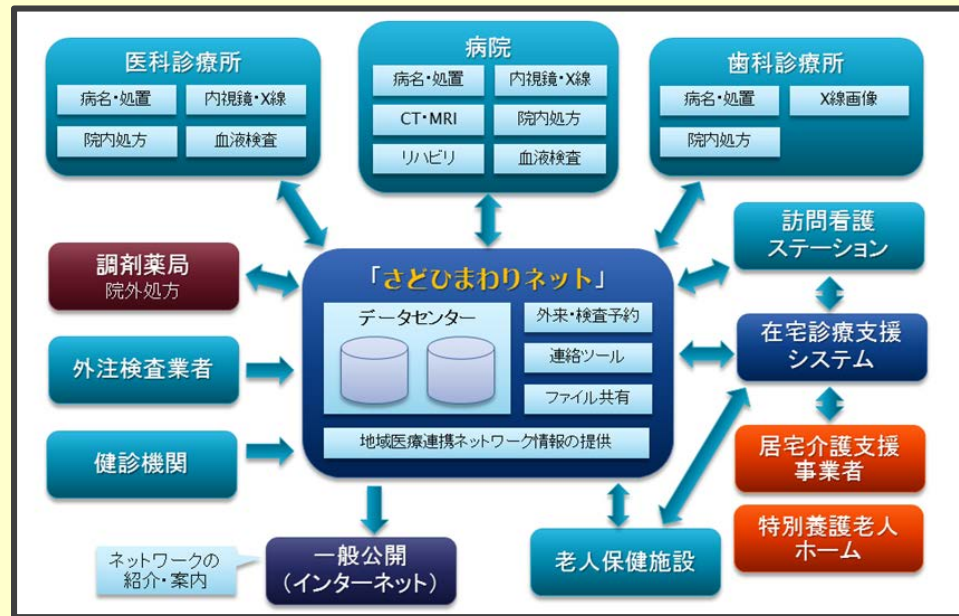 医科診療所
病名・処置
内視鏡・X線
院内処方
血液検査
病院
病名・処置
内視鏡・X線
CT・MRI
院内処方
リハビリ
血液検査
歯科診療所
病名・処置
X線画像
院内処方
調剤薬局
院外処方
外注検査業者
健診機関
「さどひまわりネット」
データセンター
外来・検査予約
連絡ツール
ファイル共有
地域医療連携ネットワーク情報の提供
訪問看護
ステーション
在宅診療支援
システム
居宅介護支援
事業者
特別養護老人
ホーム
ネットワークの
紹介・案内
一般公開
(インターネット)
老人保健施設